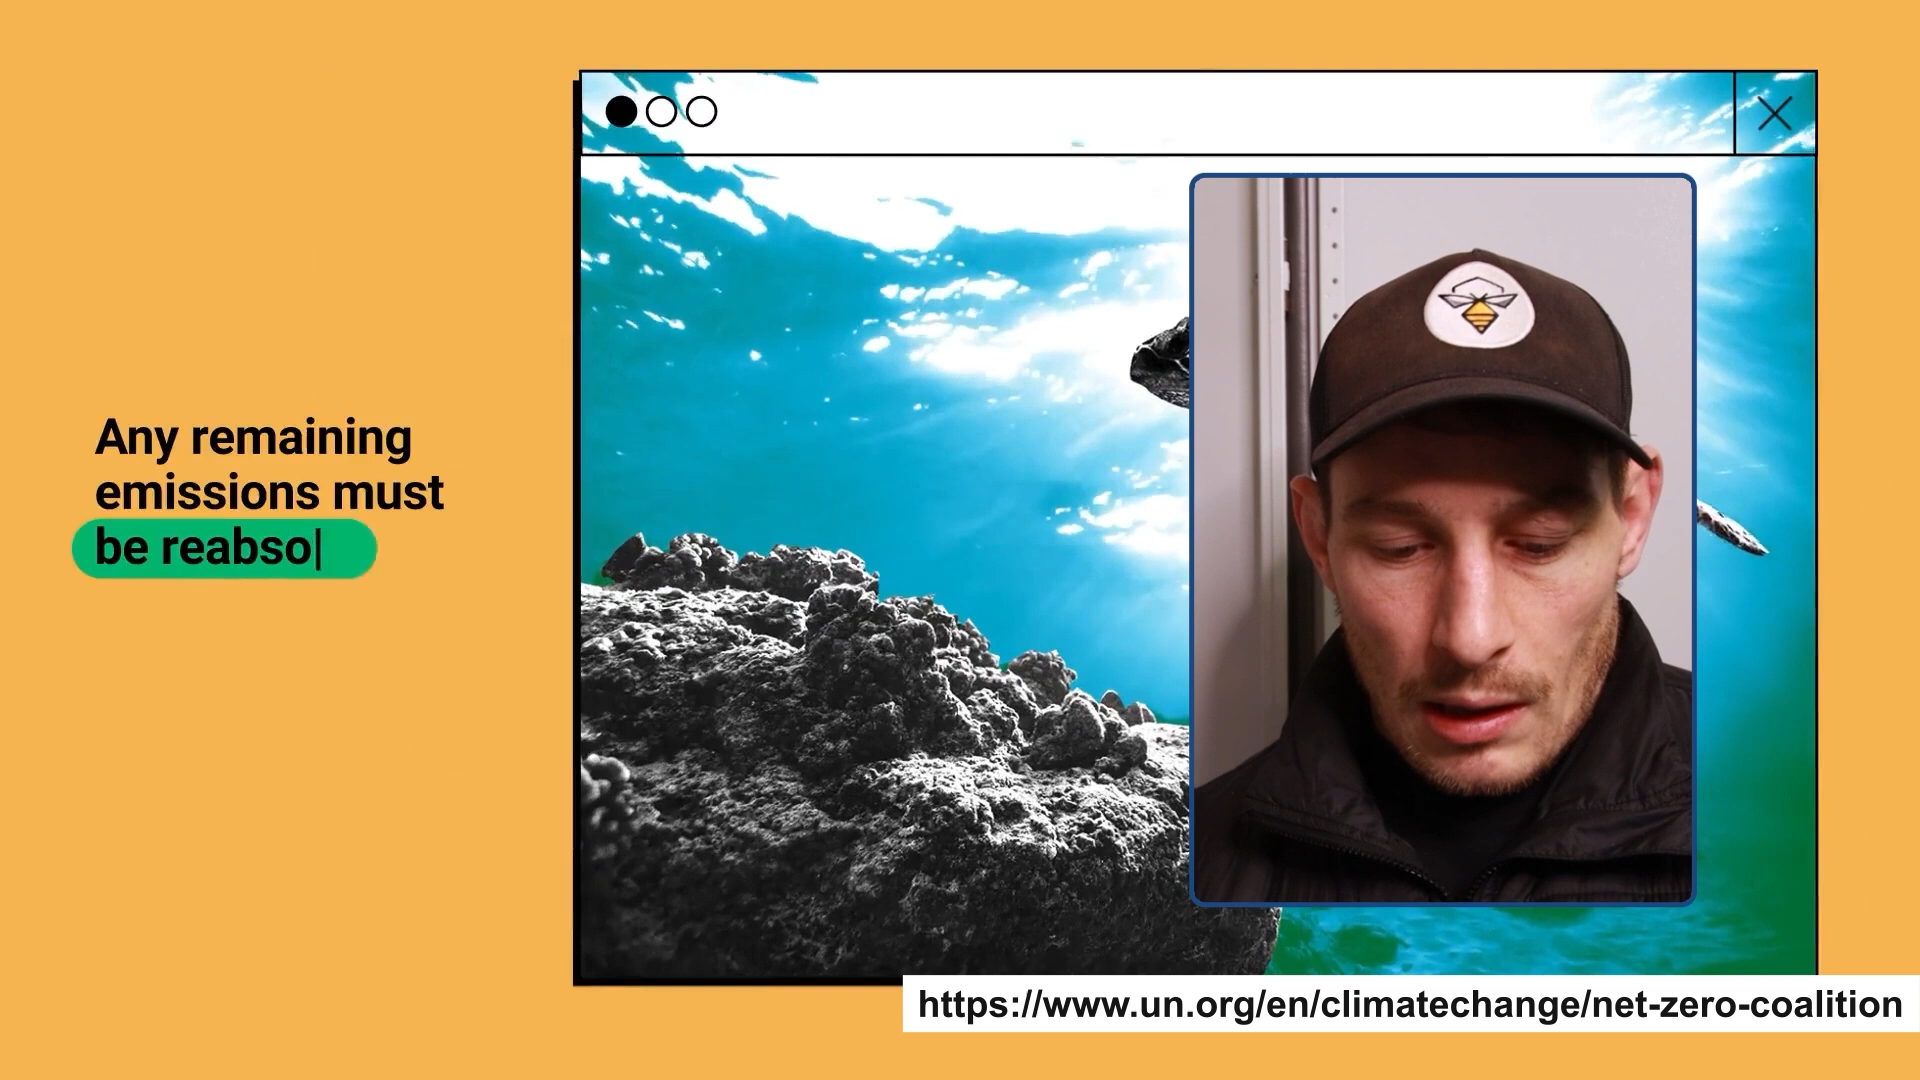 Any remaining
emissions must
be reabso|
https://www.un.org/en/climatechange/net-zero-coalition